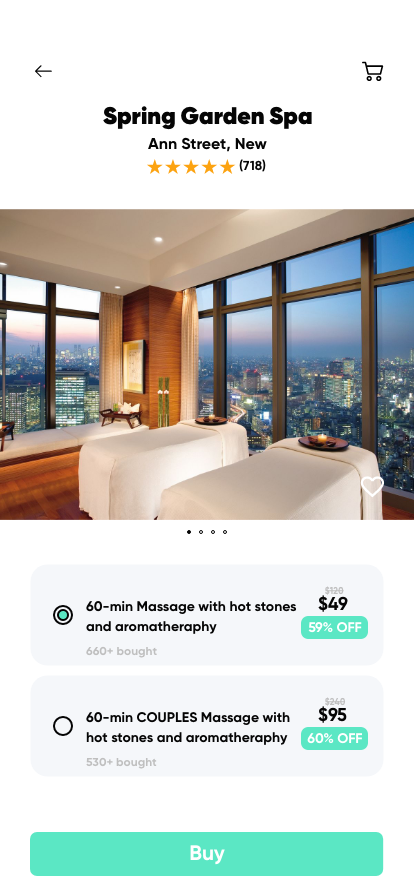 Spring Garden Spa
Ann Street, New
(718)
60-min Massage with hot stones
and aromatheraphy
660+ bought
$120
$49
59% OFF
60-min COUPLES Massage with
hot stones and aromatheraphy
530+ bought
$240
$95
60% OFF
Buy